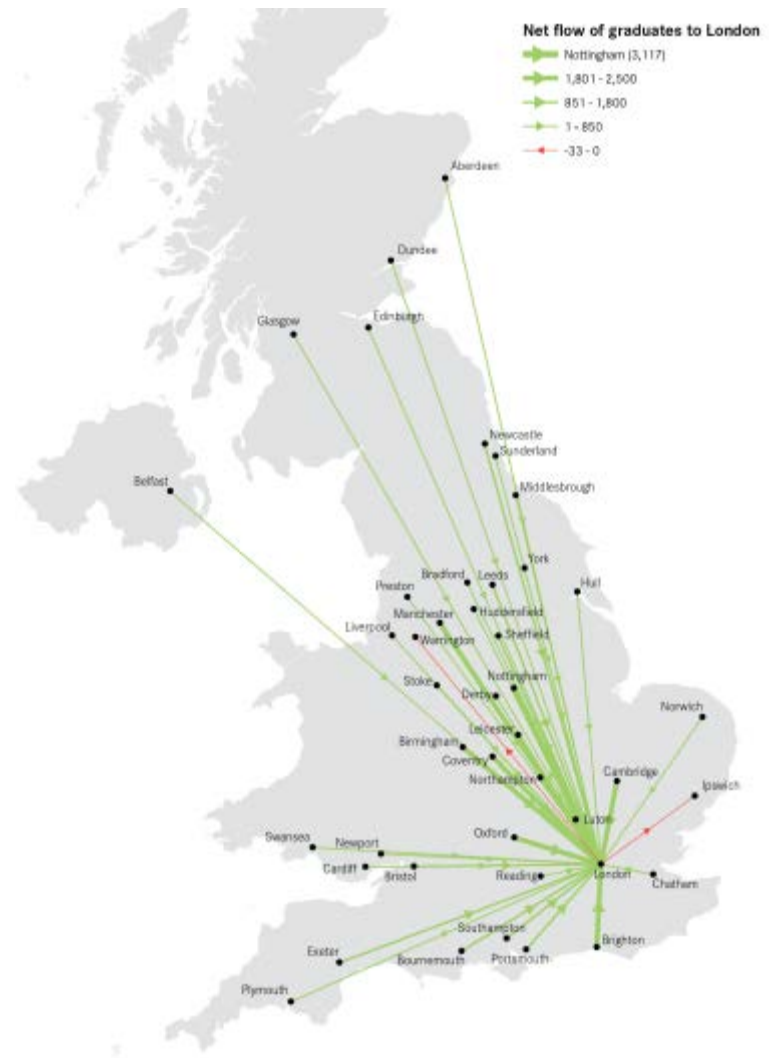 Net flow of graduates to London
Nottingham (3,117)
1,801 - 2,500
851 - 1,800
1 - 850
-33 - 0
Aberdeen
Dundee
Edinburgh
Glasgow
Newcastle
Sunderland
Belfast
Middlesbrough
York
Bradford
Leeds
Hull
Preston
Manchester
Huddersfield
Liverpool
Warrington
Sheffield
Stoke
Nottingham
Derby
Norwich
Leicester
Birmingham
Coventry
Cambridge
Northampton
Ipswich
Luton
Swansea
Newport
Oxford
Cardiff
Bristol
Reading
London
Chatham
Southampton
Exeter
Bournemouth
Portsmouth
Brighton
Plymouth